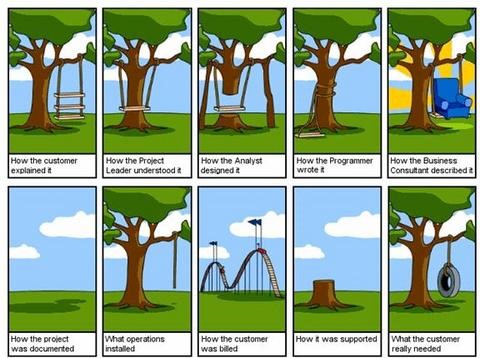 How the customer
explained it
How the Project
Leader understood it
How the Analyst
designed it
How the Programmer
wrote it
How the Business
Consultant described it
How the project
was documented
What operations
installed
How the customer
was billed
How it was supported
What the customer
really needed